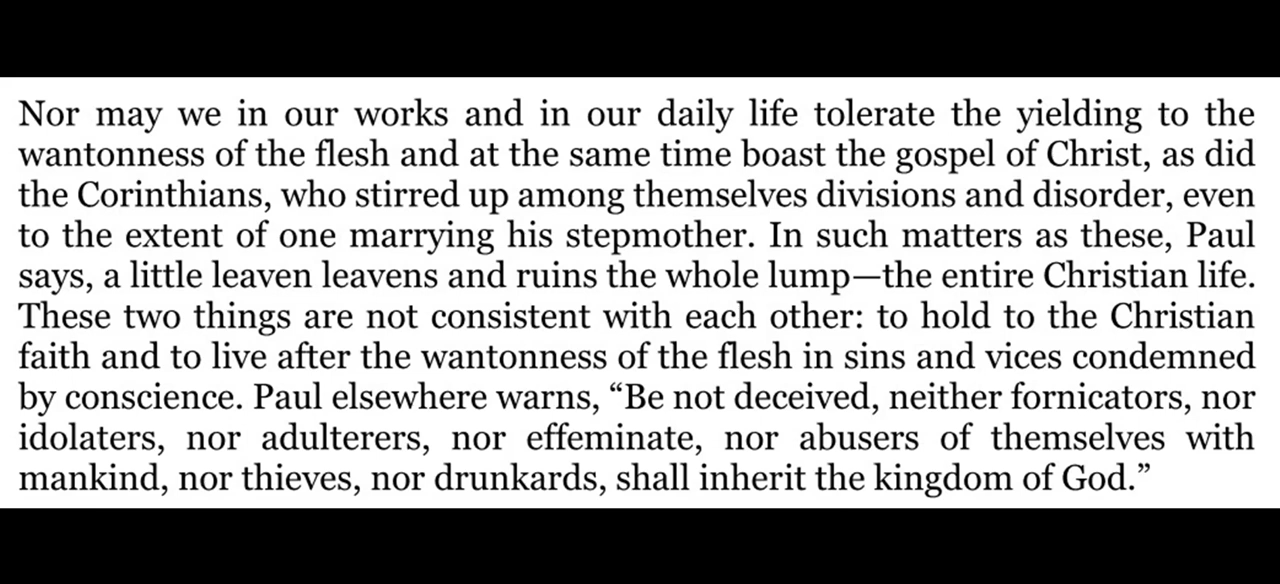 Nor may we in our works and in our daily life tolerate the yielding to the
wantonness of the flesh and at the same time boast the gospel of Christ, as did
the Corinthians, who stirred up among themselves divisions and disorder, even
to the extent of one marrying his stepmother. In such matters as these, Paul
says, a little leaven leavens and ruins the whole lump—the entire Christian life.
These two things are not consistent with each other: to hold to the Christian
faith and to live after the wantonness of the flesh in sins and vices condemned
by conscience. Paul elsewhere warns, “Be not deceived, neither fornicators, nor
idolaters, nor adulterers, nor effeminate, nor abusers of themselves with
mankind, nor thieves, nor drunkards, shall inherit the kingdom of God.”